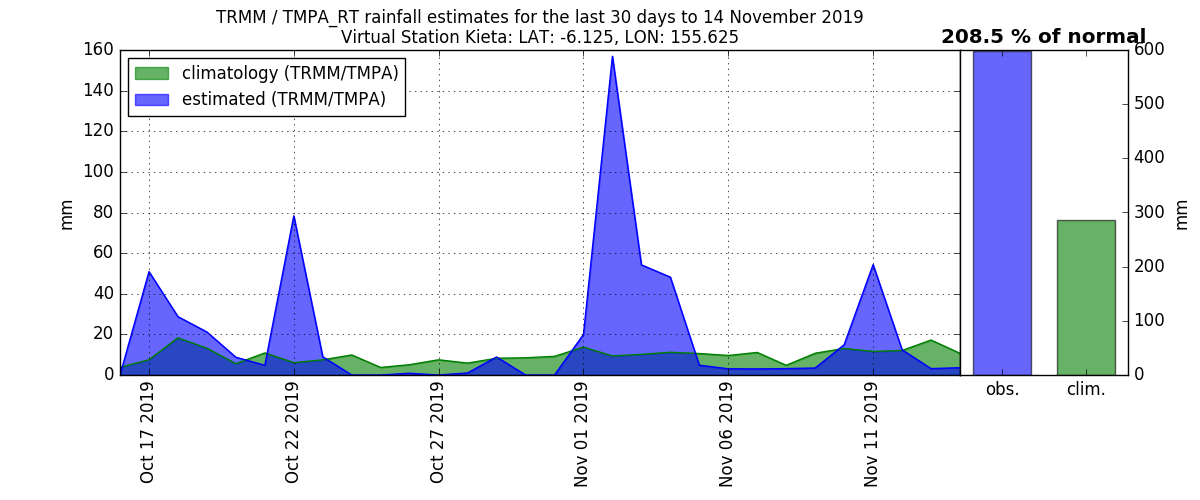 TRMM / TMPA_RT rainfall estimates for the last 30 days to 14 November 2019
Virtual Station Kieta: LAT: -6.125, LON: 155.625
208.5 % of normal
climatology (TRMM/TMPA)
estimated (TRMM/TMPA)
160
140
120
100
80
60
40
20
0
mm
Oct 17 2019
Oct 22 2019
Oct 27 2019
Nov 01 2019
Nov 06 2019
Nov 11 2019
obs.
clim.
600
500
400
300
200
100
0
mm